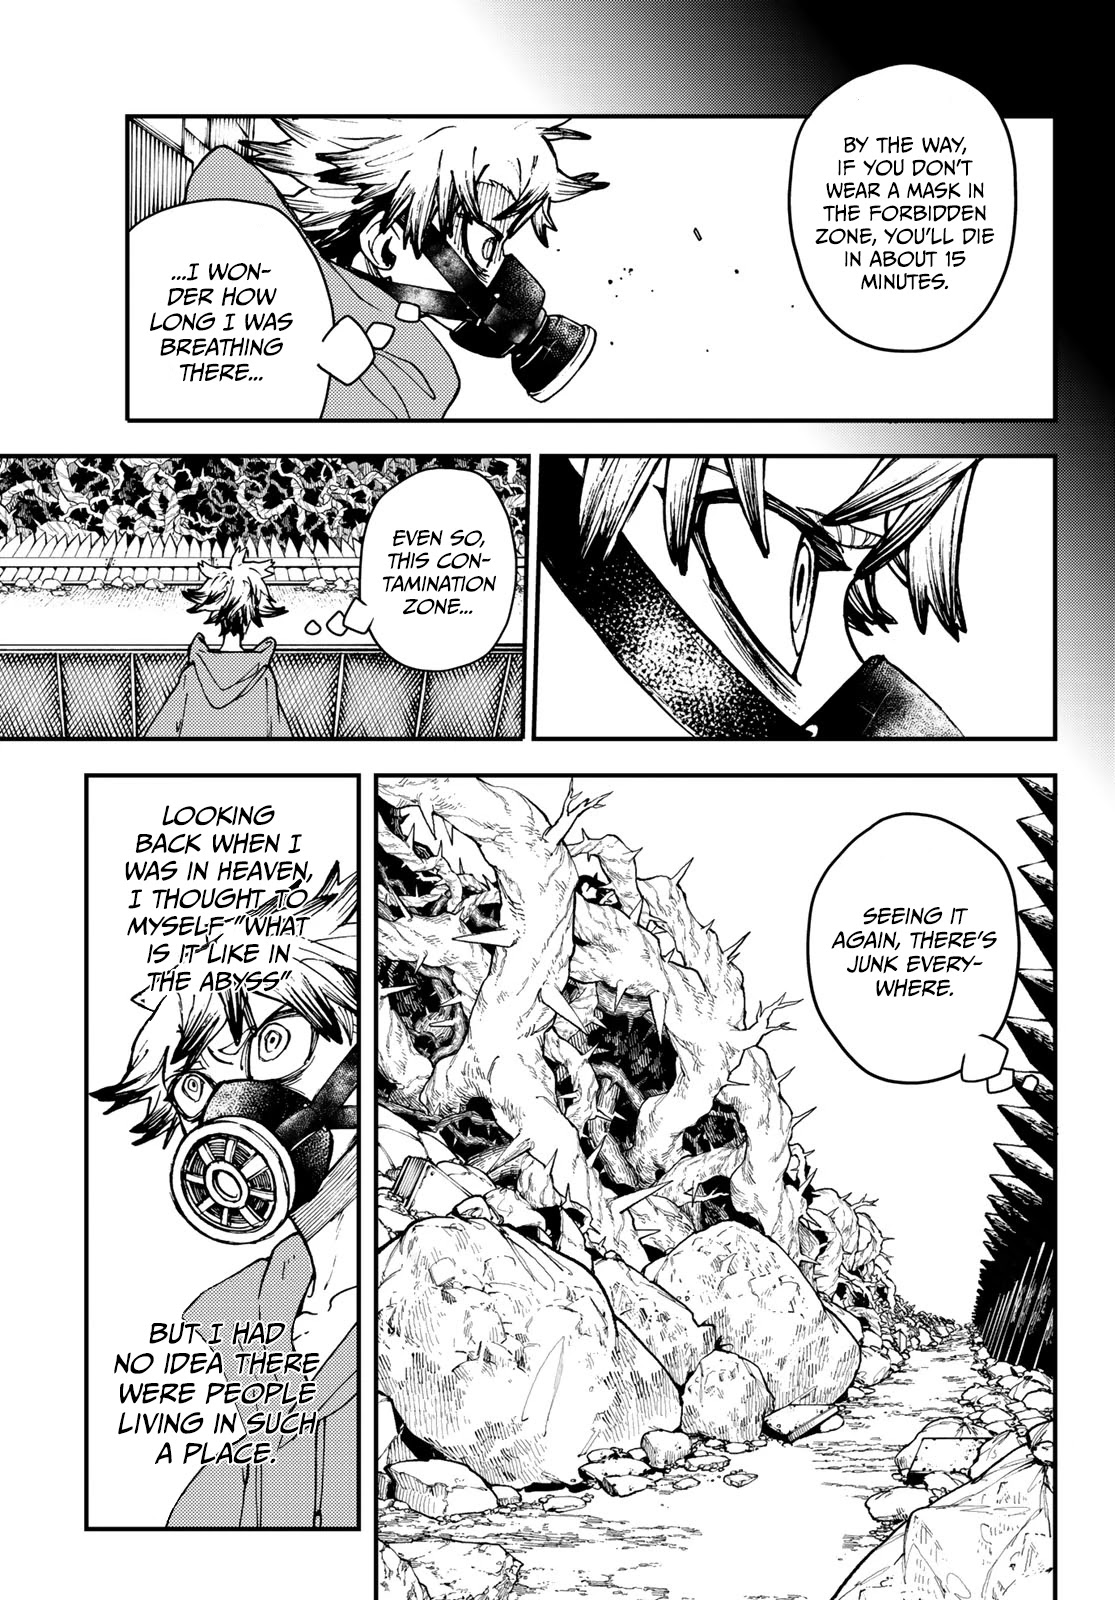 BY THE WAY,
IF YOU DON'T
WEAR A MASK IN
THE FORBIDDEN
ZONE, YOU'LL DIE
IN ABOUT 15
MINUTES.
...I WON-
DER HOW
LONG I WAS
BREATHING
THERE...
EVEN SO,
THIS CON-
TAMINATION
ZONE...
SEEING IT
AGAIN, THERE'S
JUNK EVERY-
WHERE.
LOOKING
BACK WHEN I
WAS IN HEAVEN,
I THOUGHT TO
MYSELF "WHAT
IS IT LIKE IN
THE ABYSS"
BUT I HAD
NO IDEA THERE
WERE PEOPLE
LIVING IN SUCH
A PLACE.